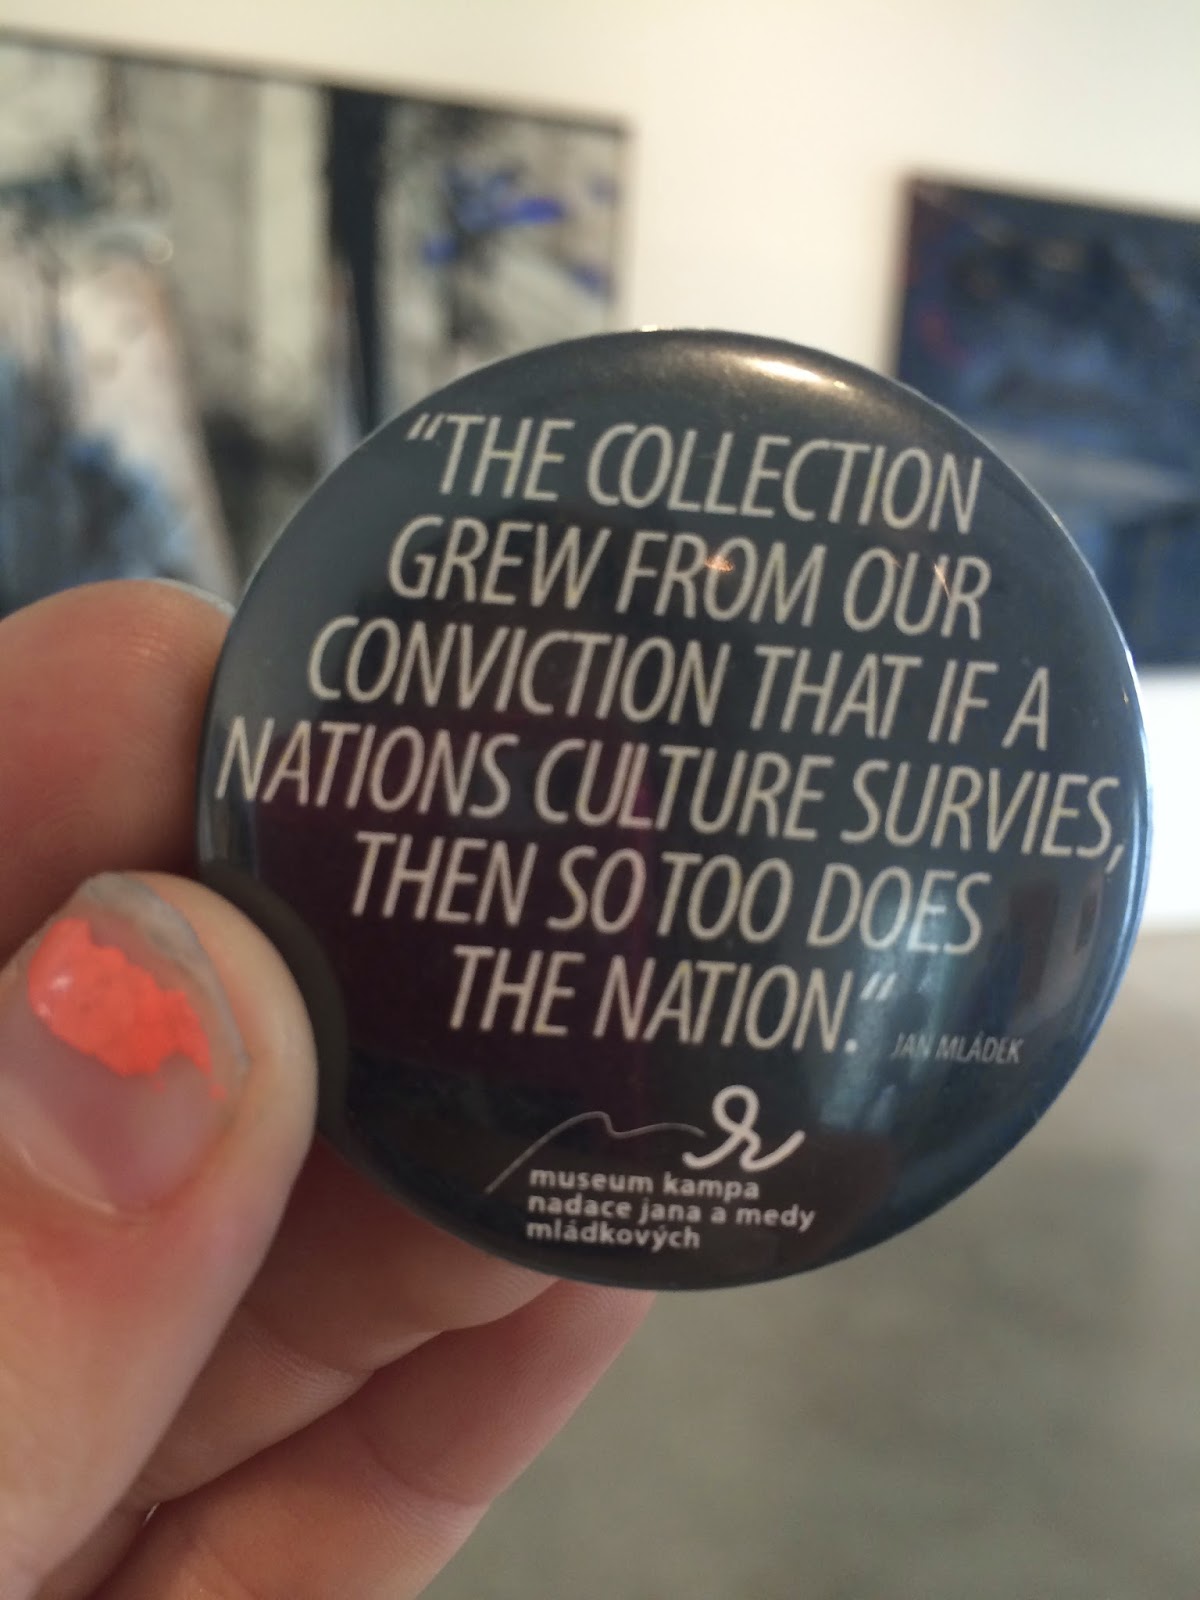 “THE COLLECTION
GREW FROM OUR
CONVICTION THAT IF A
NATIONS CULTURE SURVIES,
THEN SO TOO DOES
THE NATION.“ JAN MLÁDEK
museum kampa
nadace jana a medy
mládkových